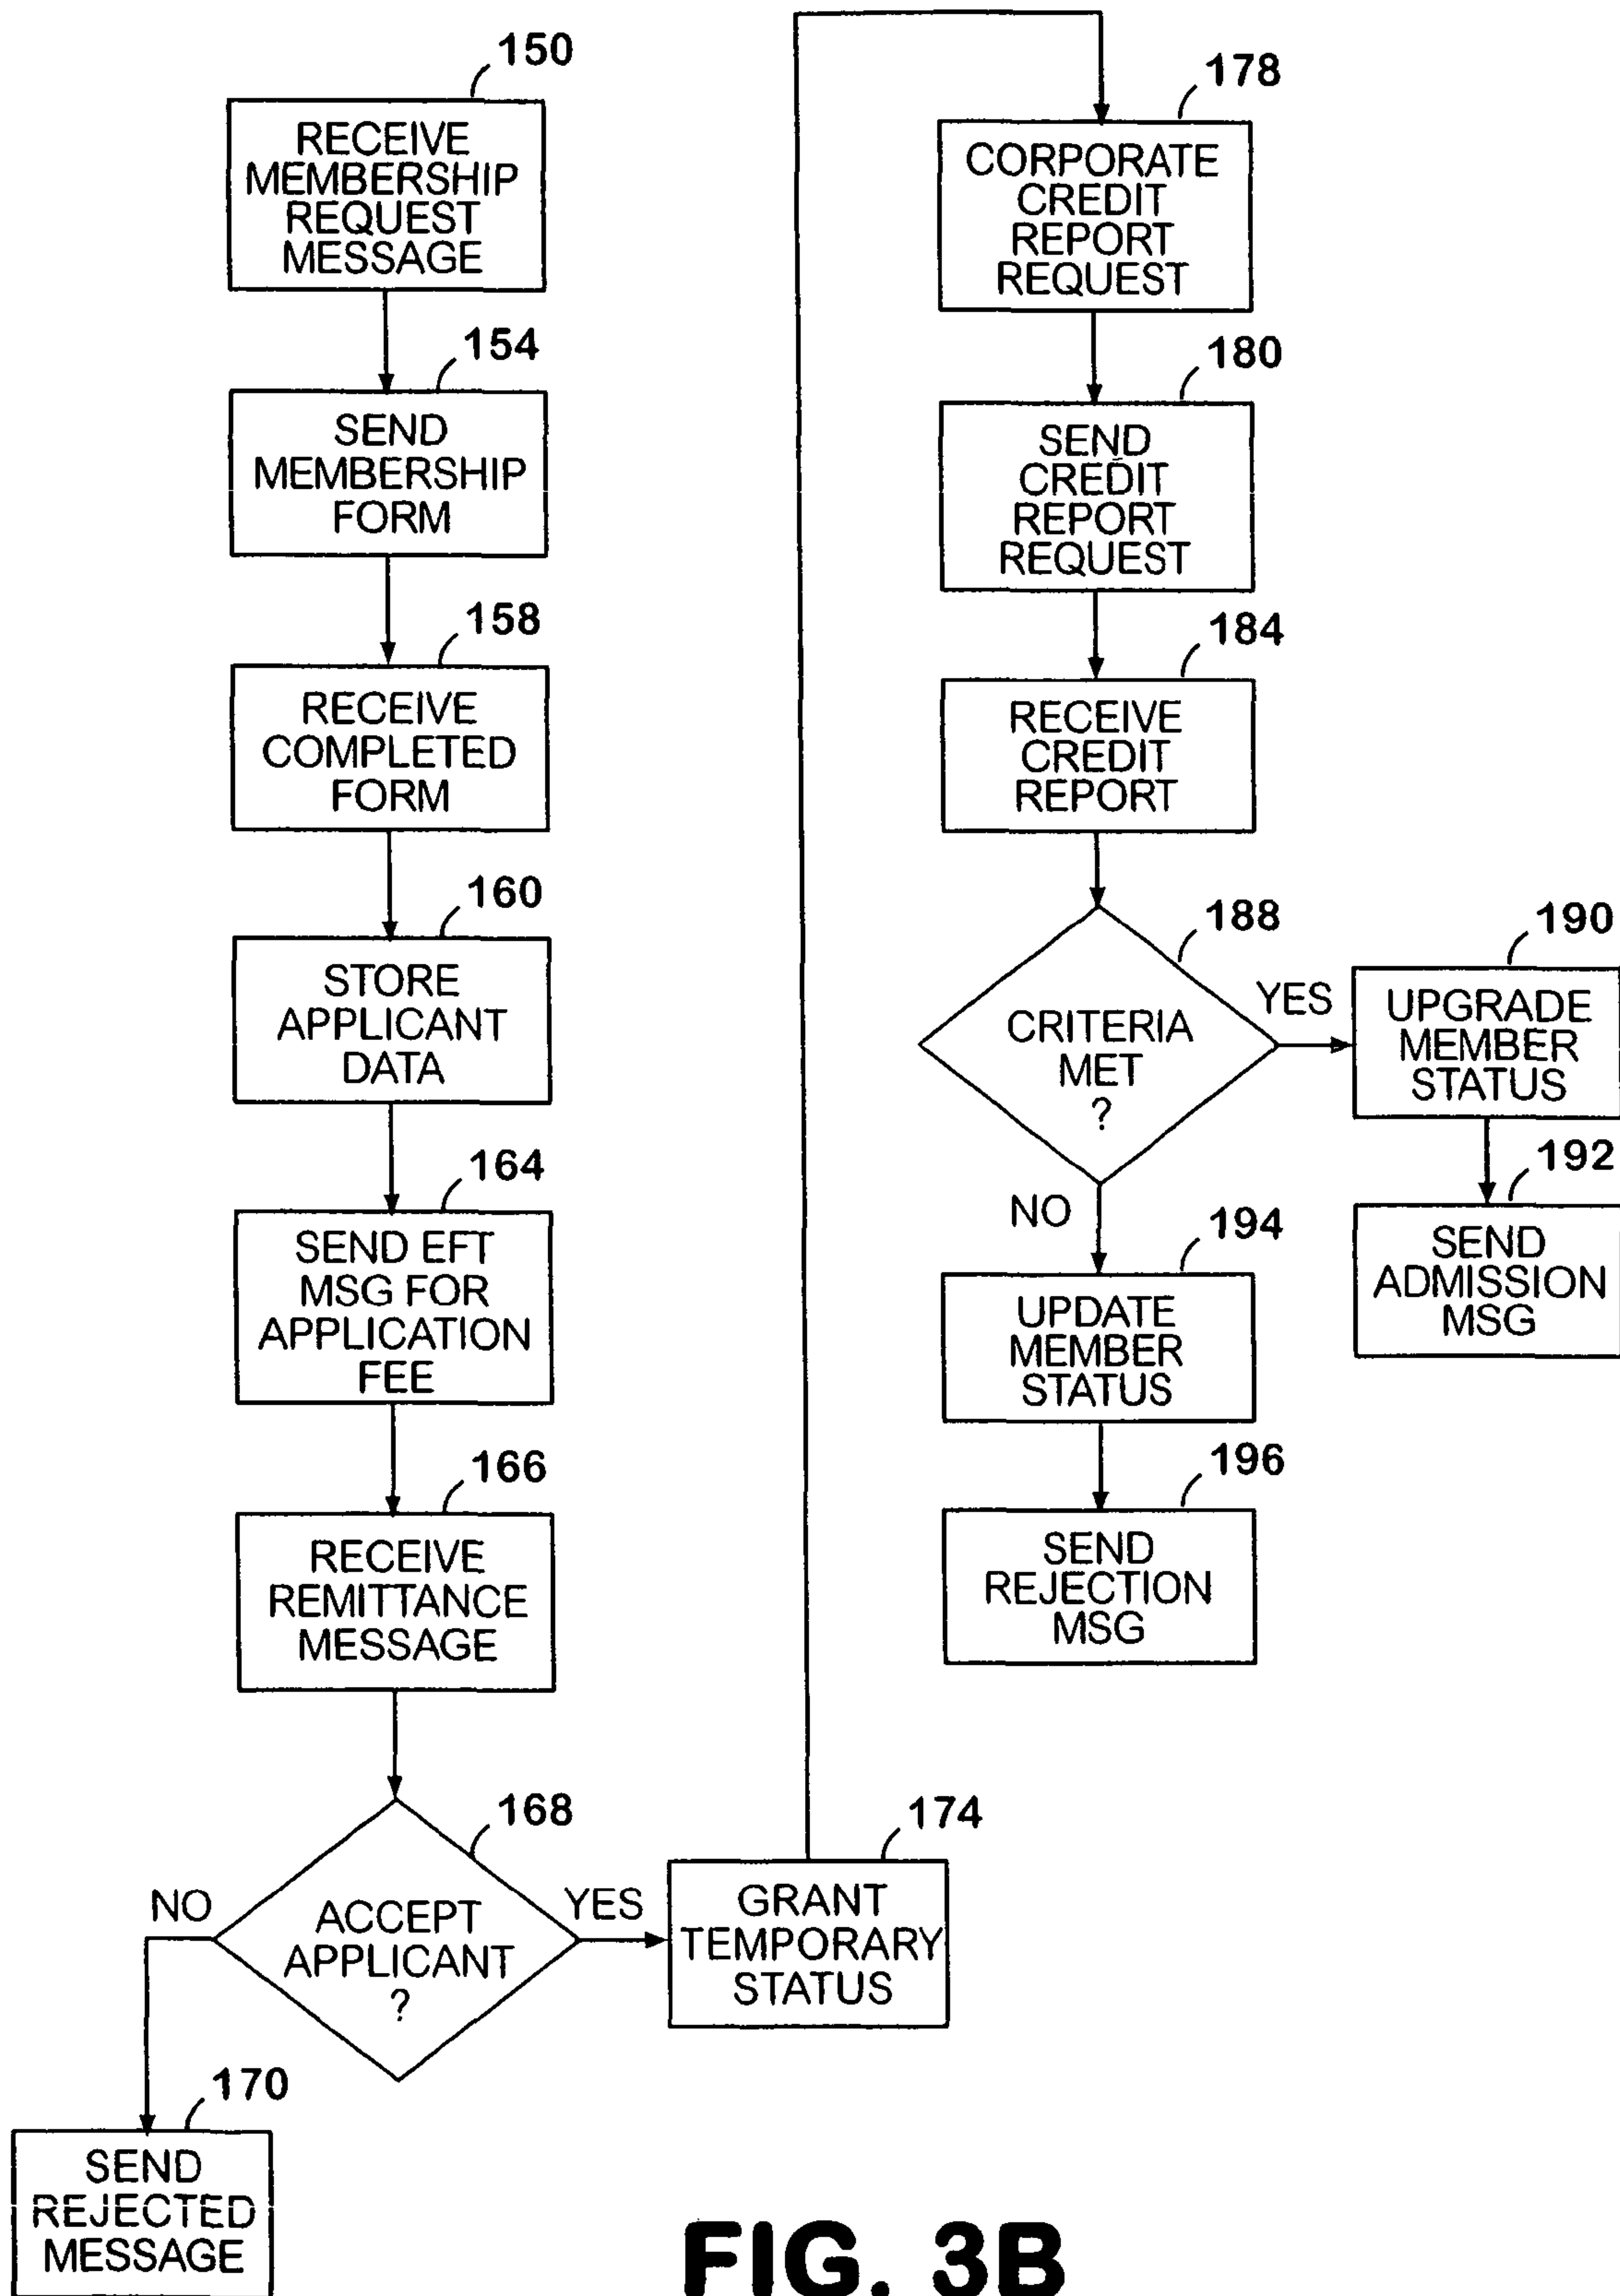 150
RECEIVE
MEMBERSHIP
REQUEST
MESSAGE
154
SEND
MEMBERSHIP
FORM
158
RECEIVE
COMPLETED
FORM
160
STORE
APPLICANT
DATA
164
SEND EFT
MSG FOR
APPLICATION
FEE
166
RECEIVE
REMITTANCE
MESSAGE
168
ACCEPT
APPLICANT
?
NO
YES
170
SEND
REJECTED
MESSAGE
174
GRANT
TEMPORARY
STATUS
178
CORPORATE
CREDIT
REPORT
REQUEST
180
SEND
CREDIT
REPORT
REQUEST
184
RECEIVE
CREDIT
REPORT
188
CRITERIA
MET
?
YES
NO
190
UPGRADE
MEMBER
STATUS
192
SEND
ADMISSION
MSG
194
UPDATE
MEMBER
STATUS
196
SEND
REJECTION
MSG
FIG. 3B